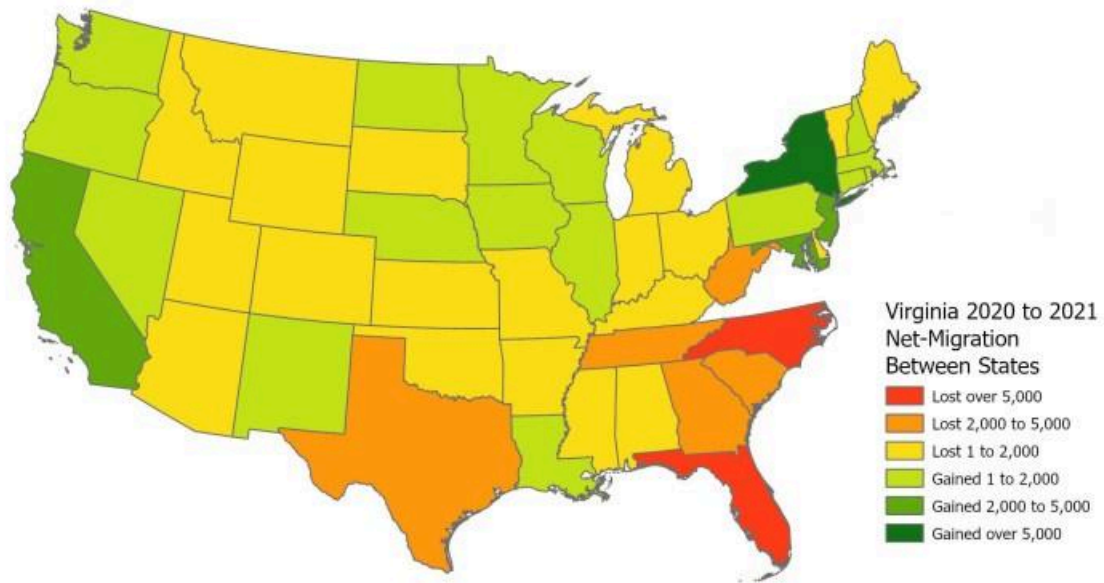 Virginia 2020 to 2021
Net-Migration
Between States
Lost over 5,000
Lost 2,000 to 5,000
Lost 1 to 2,000
Gained 1 to 2,000
Gained 2,000 to 5,000
Gained over 5,000